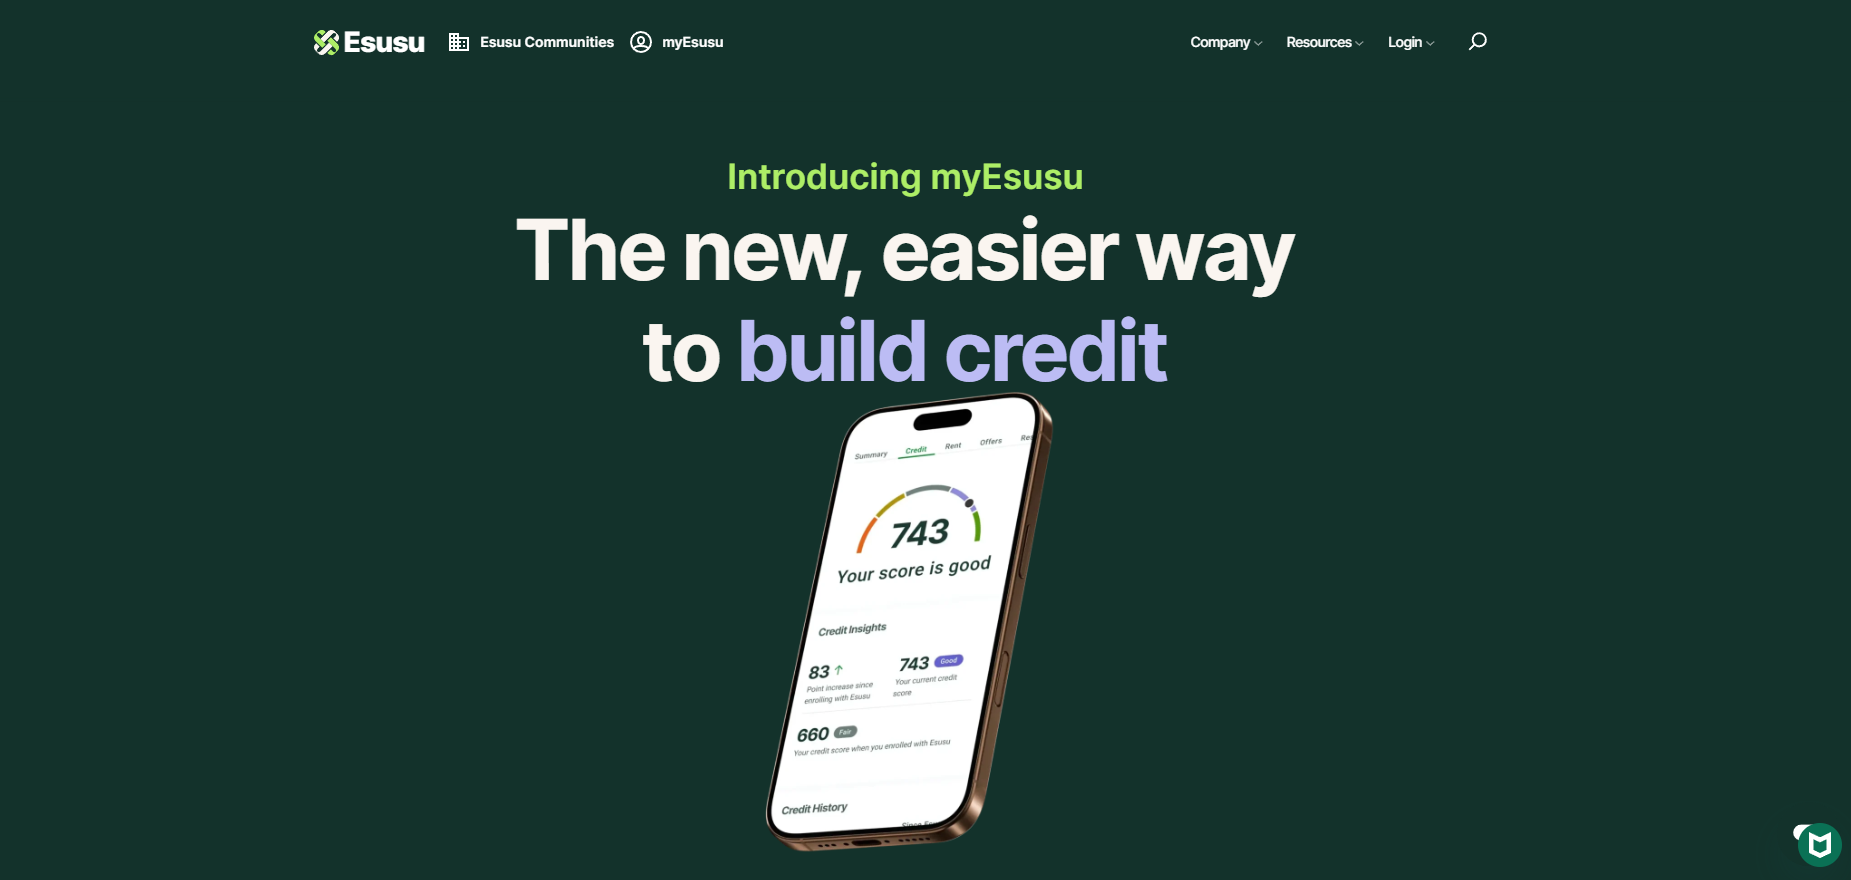 Esusu
Esusu Communities
myEsusu
Company
Resources
Login
Introducing myEsusu
The new, easier way
to build credit
Summary Credit Rent Offers
743
Your score is good
Credit Insights
83
Point increase since
enrolling with Esusu
743 Good
Your current credit
score
660 Fair
Your credit score when you enrolled with Esusu
Credit History
Since